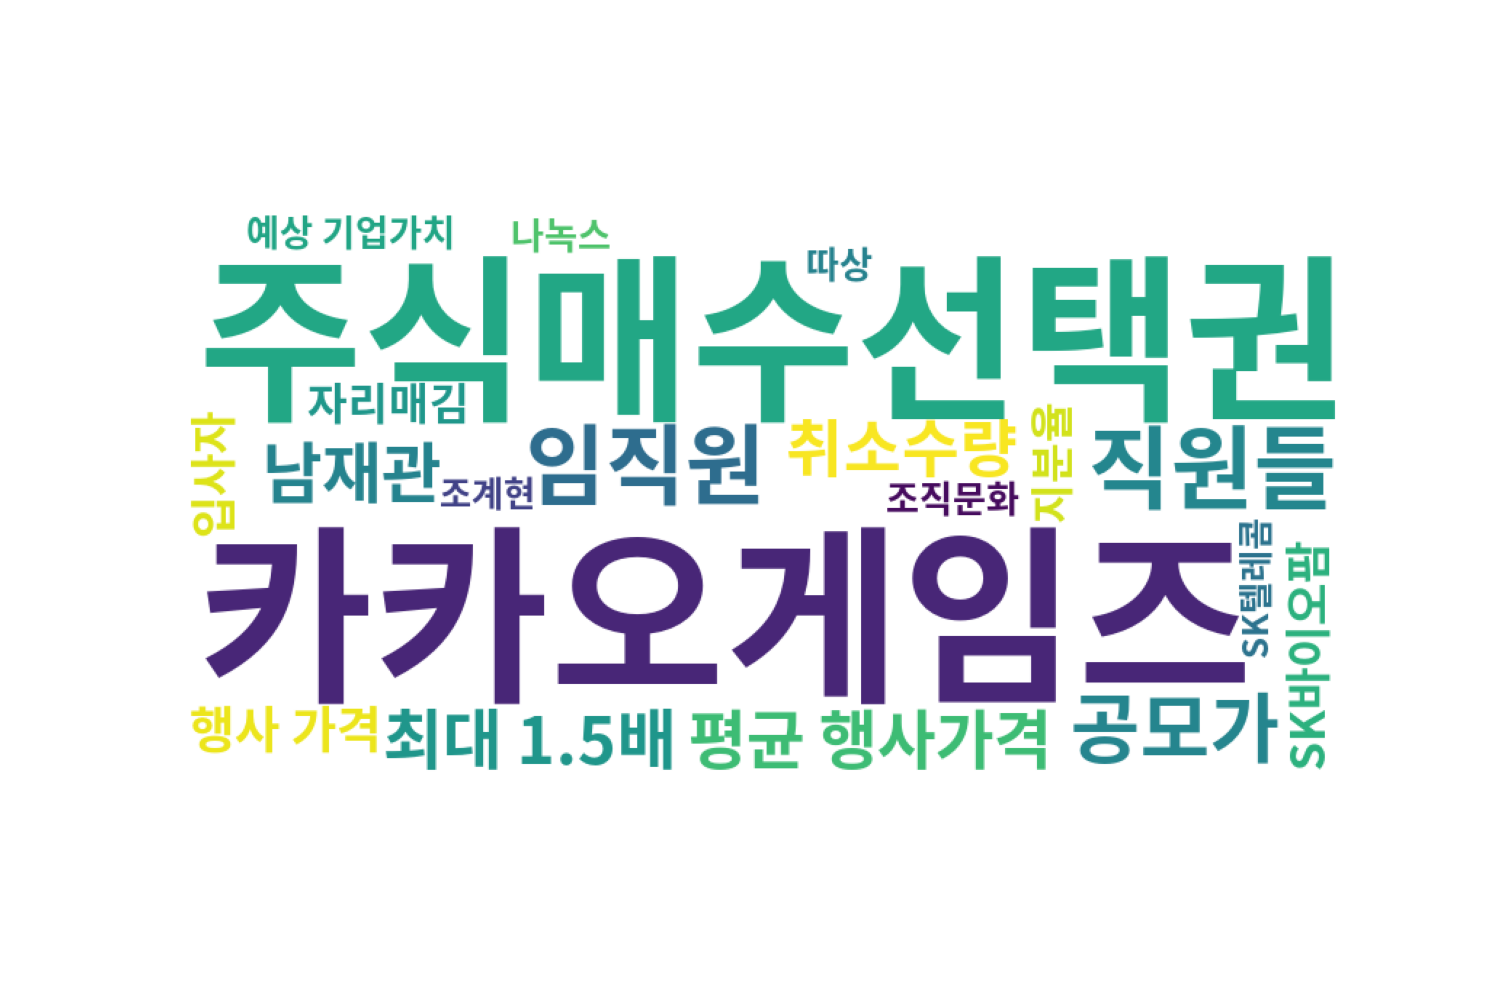 예상 기업가치
나녹스
따상
주식매수선택권
자리매김
입사자
남재관
조계현
임직원
취소수량
조직문화
지분율
직원들
카카오게임즈
SK텔레콤
SK바이오팜
행사 가격
최대 1.5배
평균 행사가격
공모가